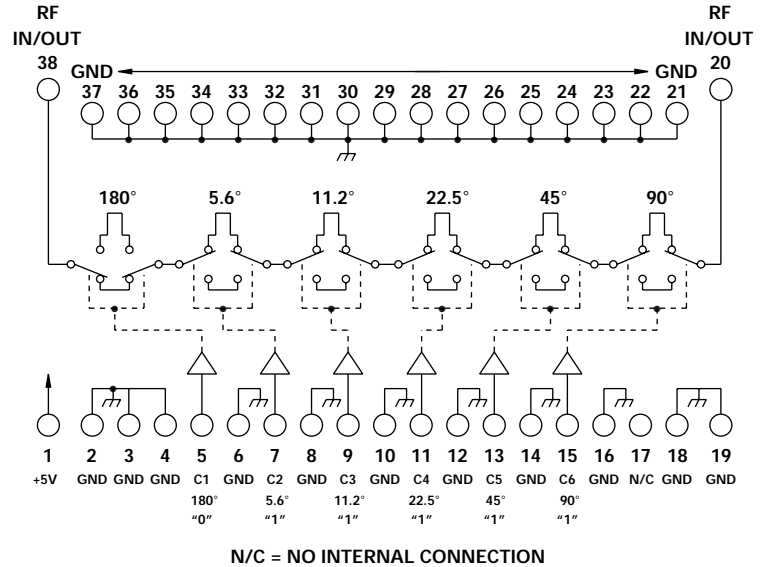 RF IN/OUT
RF IN/OUT
38 20
GND GND
37 36 35 34 33 32 31 30 29 28 27 26 25 24 23 22 21
180° 5.6° 11.2° 22.5° 45° 90°
1 2 3 4 5 6 7 8 9 10 11 12 13 14 15 16 17 18 19
+5V GND GND GND C1 GND C2 GND C3 GND C4 GND C5 GND C6 GND N/C GND GND
180° 5.6° 11.2° 22.5° 45° 90°
“0” “1” “1” “1” “1” “1”
N/C = NO INTERNAL CONNECTION